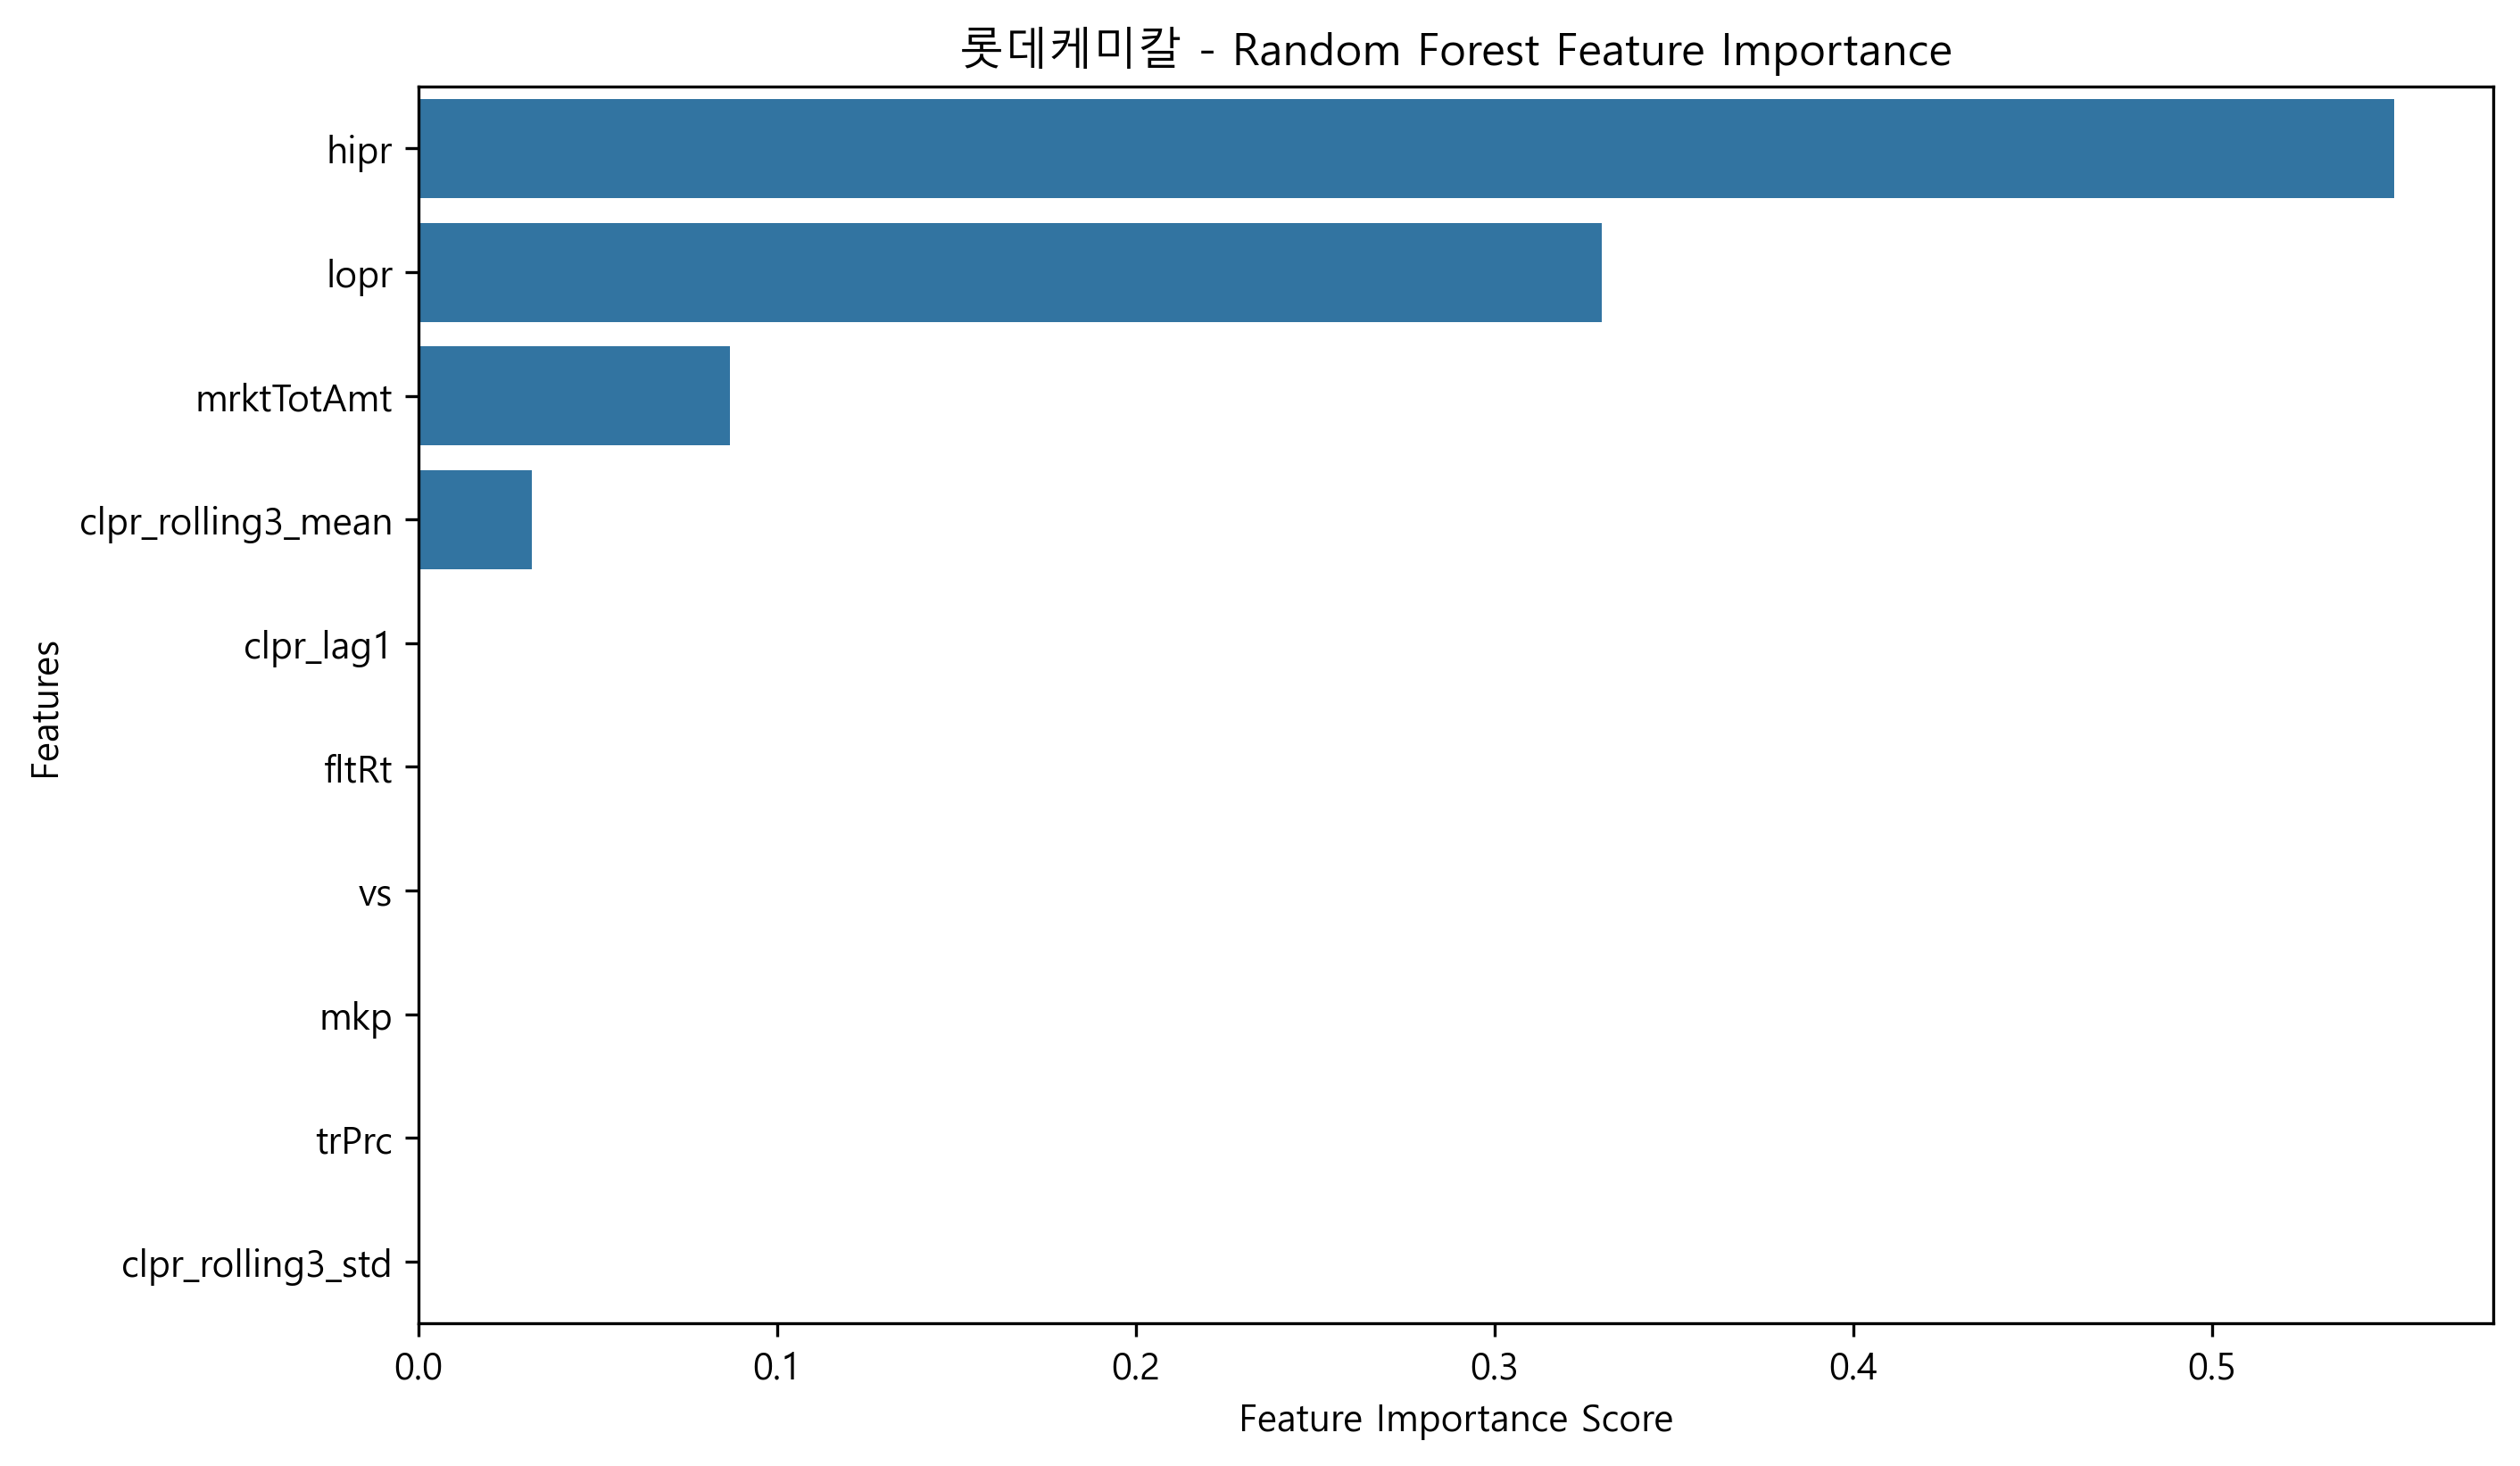 롯데케미칼 - Random Forest Feature Importance
hipr
lopr
mrktTotAmt
clpr_rolling3_mean
clpr_lag1
fltRt
vs
mkp
trPrc
clpr_rolling3_std
Features
0.0 0.1 0.2 0.3 0.4 0.5
Feature Importance Score